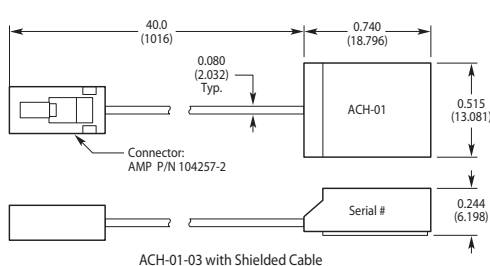 40.0
(1016)
0.740
(18.796)
0.080
(2.032)
Typ.
ACH-01
0.515
(13.081)
Connector:
AMP P/N 104257-2
Serial #
0.244
(6.198)
ACH-01-03 with Shielded Cable